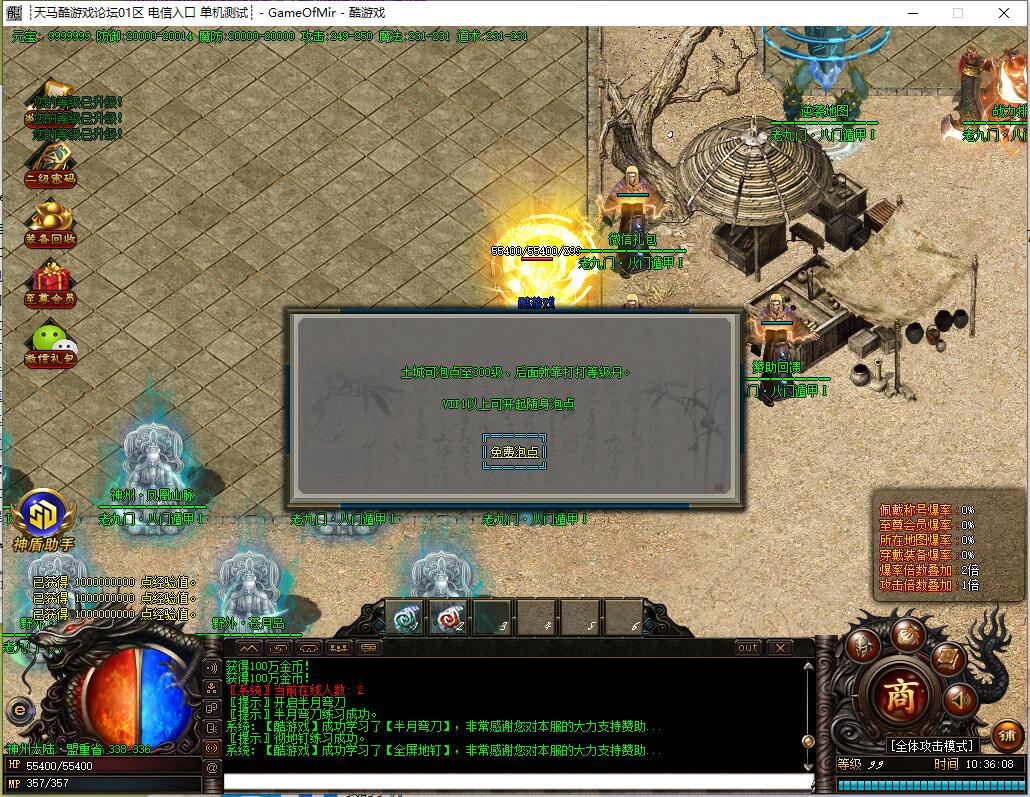 天马酷游戏论坛01区 电信入口 单机测试 - GameOfMir - 酷游戏
元宝: 9999999 防御:20000-20014 魔防:20000-20000 攻击:249-250 魔法:231-231 道术:231-231
您的等级已升级!
您的等级已升级!
您的等级已升级!
二级密码
装备回收
至尊会员
微信礼包
逆袭地图
老九门·八门遁甲!
老九门·八
微信礼包
老九门·八门遁甲!
55400/55400/Z99
酷游戏
赞助回馈
门·八门遁甲!
土城可泡点至300级、后面就靠打打等级丹。
VIP1以上可开起随身泡点
免费泡点
神州·凤凰山脉
老九门·八门遁甲!
老九门·八门遁甲!
老九门·八门遁甲!
神盾助手
佩戴称号爆率:0%
至尊会员爆率:0%
所在地图爆率:0%
穿戴装备爆率:0%
爆率倍数叠加:2倍
攻击倍数叠加:1倍
已获得 1000000000 点经验值。
已获得 1000000000 点经验值。
已获得 1000000000 点经验值。
野外·苍月岛
1 2 3 4 5 6
out
获得100万金币!
获得100万金币!
〖系统〗当前在线人数: 2
〖提示〗开启半月弯刀
〖提示〗半月弯刀练习成功。
系统:【酷游戏】成功学习了【半月弯刀】,非常感谢您对本服的大力支持赞助...
〖提示〗彻地钉练习成功。
系统:【酷游戏】成功学习了【全屏地钉】,非常感谢您对本服的大力支持赞助...
神州大陆·盟重省 338:336
HP 55400/55400
MP 357/357
商
[全体攻击模式]
等级 99 时间 10:36:08